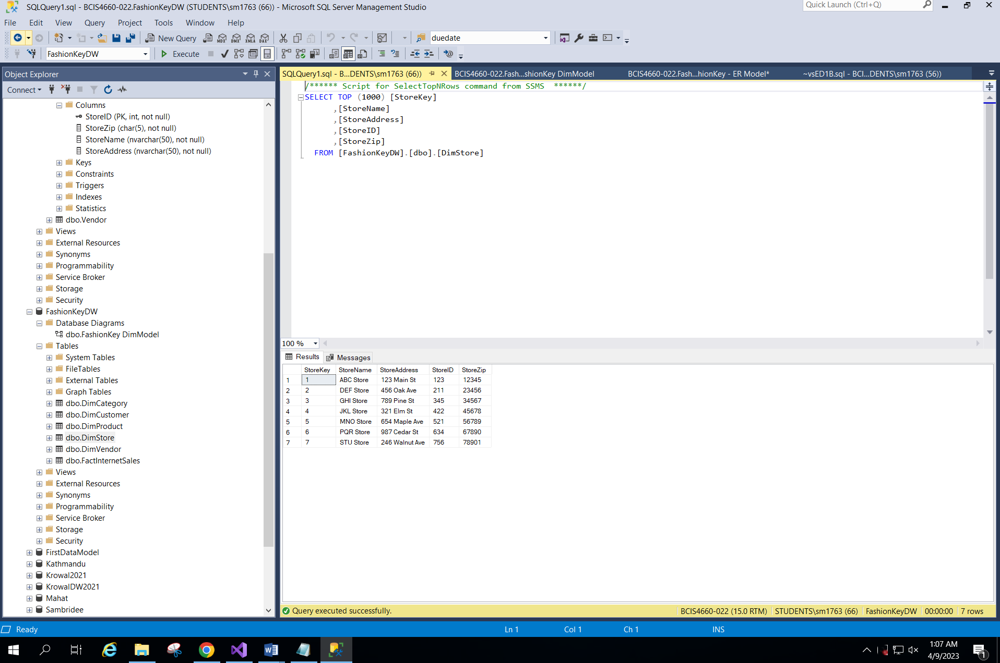 SQLQuery1.sql - BCIS4660-022.FashionKeyDW (STUDENTS\sm1763 (66)) - Microsoft SQL Server Management Studio
Quick Launch (Ctrl+Q)
File Edit View Query Project Tools Window Help
New Query MDX DMX XMLA DAX duedate
FashionKeyDW Execute
Object Explorer
Connect
Columns
StoreID (PK, int, not null)
StoreZip (char(5), not null)
StoreName (nvarchar(50), not null)
StoreAddress (nvarchar(50), not null)
Keys
Constraints
Triggers
Indexes
Statistics
dbo.Vendor
Views
External Resources
Synonyms
Programmability
Service Broker
Storage
Security
FashionKeyDW
Database Diagrams
dbo.FashionKey DimModel
Tables
System Tables
FileTables
External Tables
Graph Tables
dbo.DimCategory
dbo.DimCustomer
dbo.DimProduct
dbo.DimStore
dbo.DimVendor
dbo.FactInternetSales
Views
External Resources
Synonyms
Programmability
Service Broker
Storage
Security
FirstDataModel
Kathmandu
Krowal2021
KrowalDW2021
Mahat
Sambridee
SQLQuery1.sql - B...DENTS\sm1763 (66)) BCIS4660-022.Fash...shionKey DimModel BCIS4660-022.Fash...hionKey - ER Model* ~vsED1B.sql - BCI...DENTS\sm1763 (56))
/****** Script for SelectTopNRows command from SSMS ******/
SELECT TOP (1000) [StoreKey]
,[StoreName]
,[StoreAddress]
,[StoreID]
,[StoreZip]
FROM [FashionKeyDW].[dbo].[DimStore]
100 %
Results Messages
StoreKey StoreName StoreAddress StoreID StoreZip
1 1 ABC Store 123 Main St 123 12345
2 2 DEF Store 456 Oak Ave 211 23456
3 3 GHI Store 789 Pine St 345 34567
4 4 JKL Store 321 Elm St 422 45678
5 5 MNO Store 654 Maple Ave 521 56789
6 6 PQR Store 987 Cedar St 634 67890
7 7 STU Store 246 Walnut Ave 756 78901
Query executed successfully. BCIS4660-022 (15.0 RTM) STUDENTS\sm1763 (66) FashionKeyDW 00:00:00 7 rows
Ready Ln 1 Col 1 Ch 1 INS
1:07 AM
4/9/2023
1